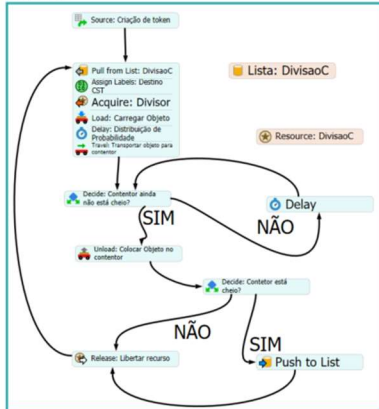 Source: Criação de token
Pull from List: DivisaoC
Assign Labels: Destino
CST
Acquire: Divisor
Load: Carregar Objeto
Delay: Distribuição de
Probabilidade
Travel: Transportar objeto para
contentor
Lista: DivisaoC
Resource: DivisaoC
Decide: Contentor ainda
não está cheio?
Delay
SIM
NÃO
Unload: Colocar Objeto no
contentor
Decide: Contetor está
cheio?
NÃO
SIM
Release: Libertar recurso
Push to List